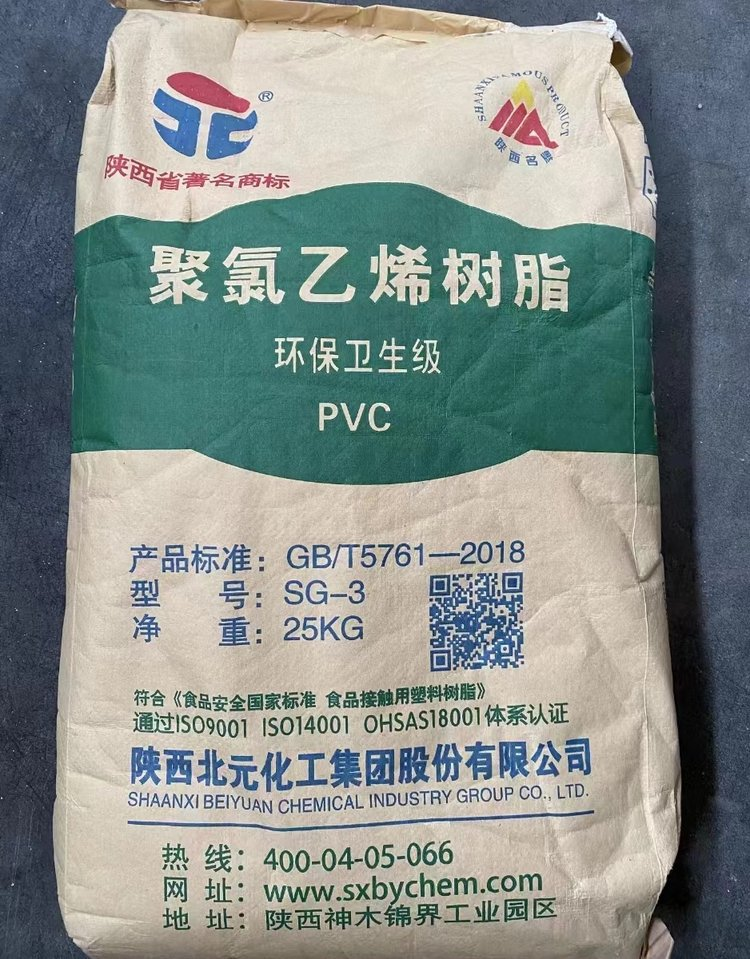 ®
陕西省著名商标
SHAANXI FAMOUS PRODUCT
陕西名牌
聚氯乙烯树脂
环保卫生级
PVC
产品标准：GB/T5761—2018
型 号：SG-3
净 重：25KG
符合《食品安全国家标准 食品接触用塑料树脂》
通过ISO9001 ISO14001 OHSAS18001体系认证
陕西北元化工集团股份有限公司
SHAANXI BEIYUAN CHEMICAL INDUSTRY GROUP CO., LTD.
热 线：400-04-05-066
网 址：www.sxbychem.com
地 址：陕西神木锦界工业园区